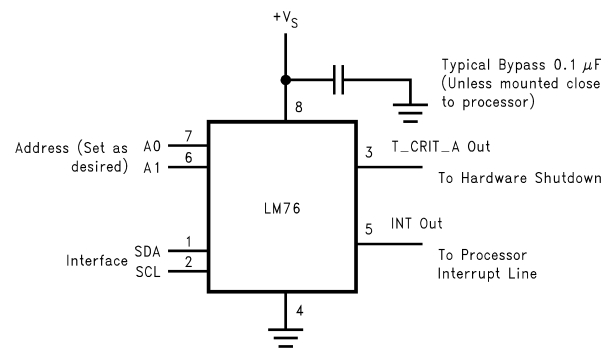 +VS
Typical Bypass 0.1 μF
(Unless mounted close
to processor)
8
Address (Set as
desired)
A0
7
A1
6
3
T_CRIT_A Out
To Hardware Shutdown
LM76
5
INT Out
To Processor
Interrupt Line
Interface
SDA
1
SCL
2
4